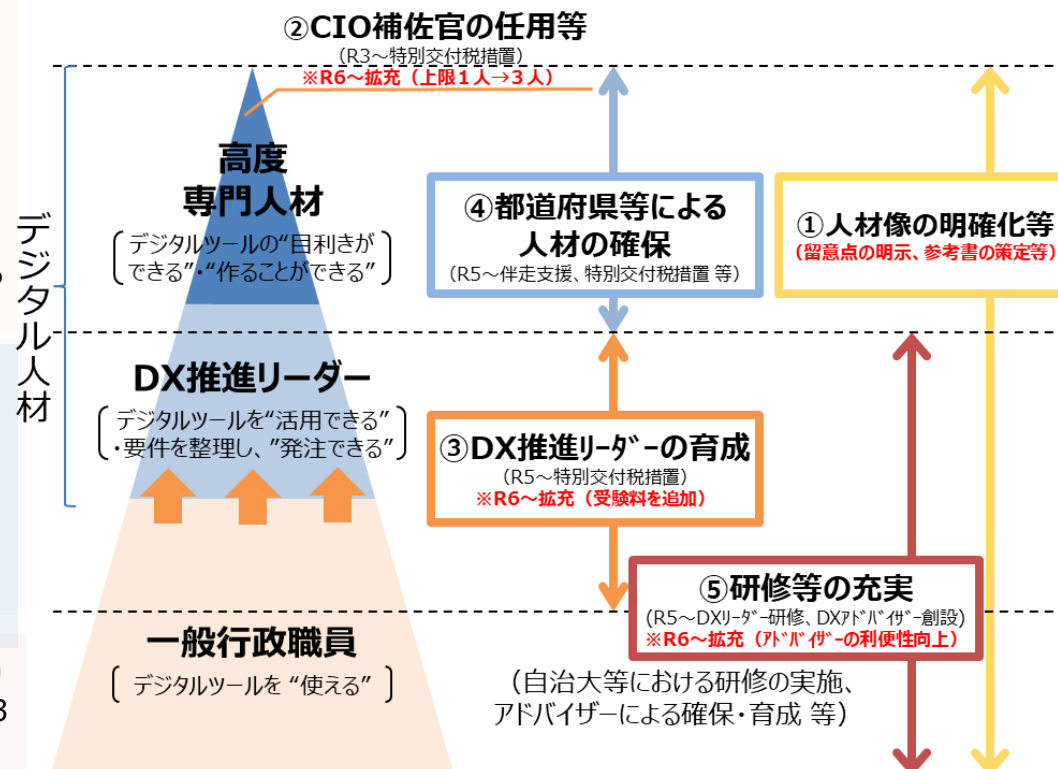 ②CIO補佐官の任用等
(R3～特別交付税措置)
※R6～拡充（上限１人→３人）
デジタル人材
高度
専門人材
デジタルツールの“目利きが
できる”・“作ることができる”
④都道府県等による
人材の確保
(R5～伴走支援、特別交付税措置 等)
①人材像の明確化等
(留意点の明示、参考書の策定等)
DX推進リーダー
デジタルツールを“活用できる”
・要件を整理し、”発注できる”
③DX推進ﾘｰﾀﾞｰの育成
(R5～特別交付税措置)
※R6～拡充（受験料を追加）
⑤研修等の充実
(R5～DXﾘｰﾀﾞｰ研修、DXｱﾄﾞﾊﾞｲｻﾞｰ創設)
※R6～拡充（ｱﾄﾞﾊﾞｲｻﾞｰの利便性向上）
一般行政職員
デジタルツールを “使える”
（自治大等における研修の実施、
アドバイザーによる確保・育成 等）